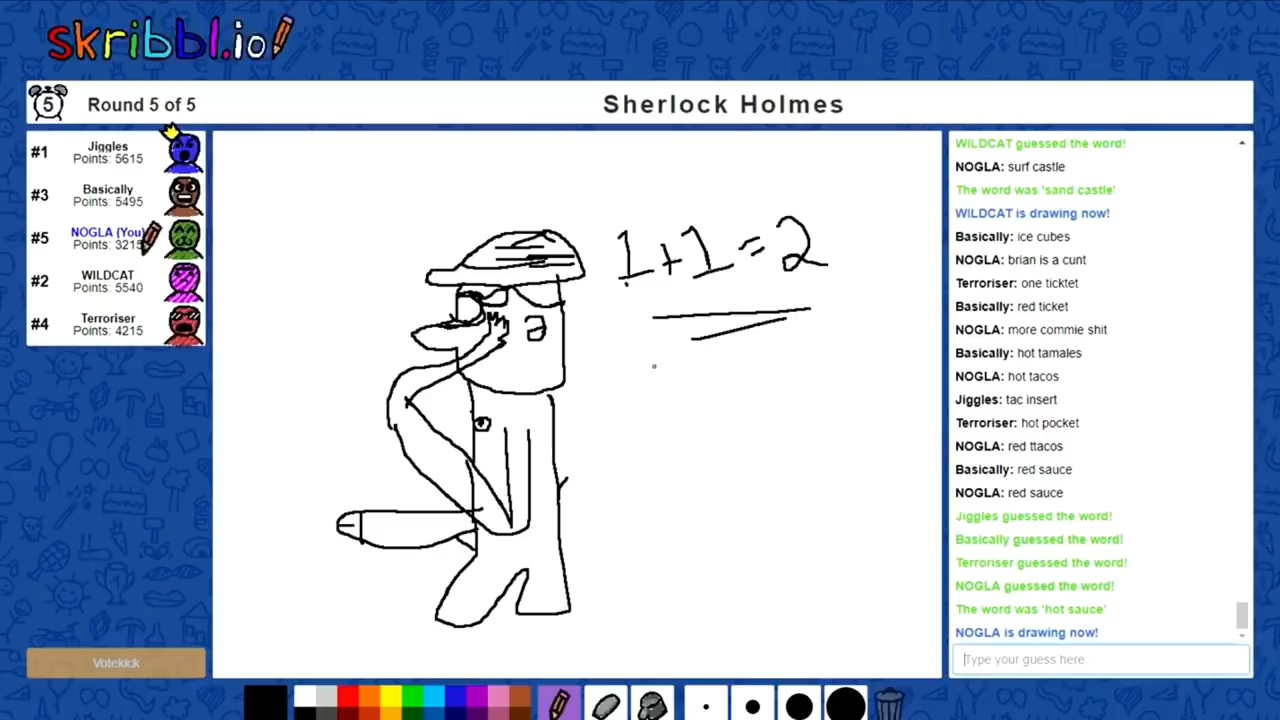 skribbl.io
5
Round 5 of 5
Sherlock Holmes
#1
Jiggles
Points: 5615
#3
Basically
Points: 5495
#5
NOGLA (You)
Points: 3215
#2
WILDCAT
Points: 5540
#4
Terroriser
Points: 4215
Votekick
1+1=2
WILDCAT guessed the word!
NOGLA: surf castle
The word was 'sand castle'
WILDCAT is drawing now!
Basically: ice cubes
NOGLA: brian is a cunt
Terroriser: one ticktet
Basically: red ticket
NOGLA: more commie shit
Basically: hot tamales
NOGLA: hot tacos
Jiggles: tac insert
Terroriser: hot pocket
NOGLA: red ttacos
Basically: red sauce
NOGLA: red sauce
Jiggles guessed the word!
Basically guessed the word!
Terroriser guessed the word!
NOGLA guessed the word!
The word was 'hot sauce'
NOGLA is drawing now!
Type your guess here...